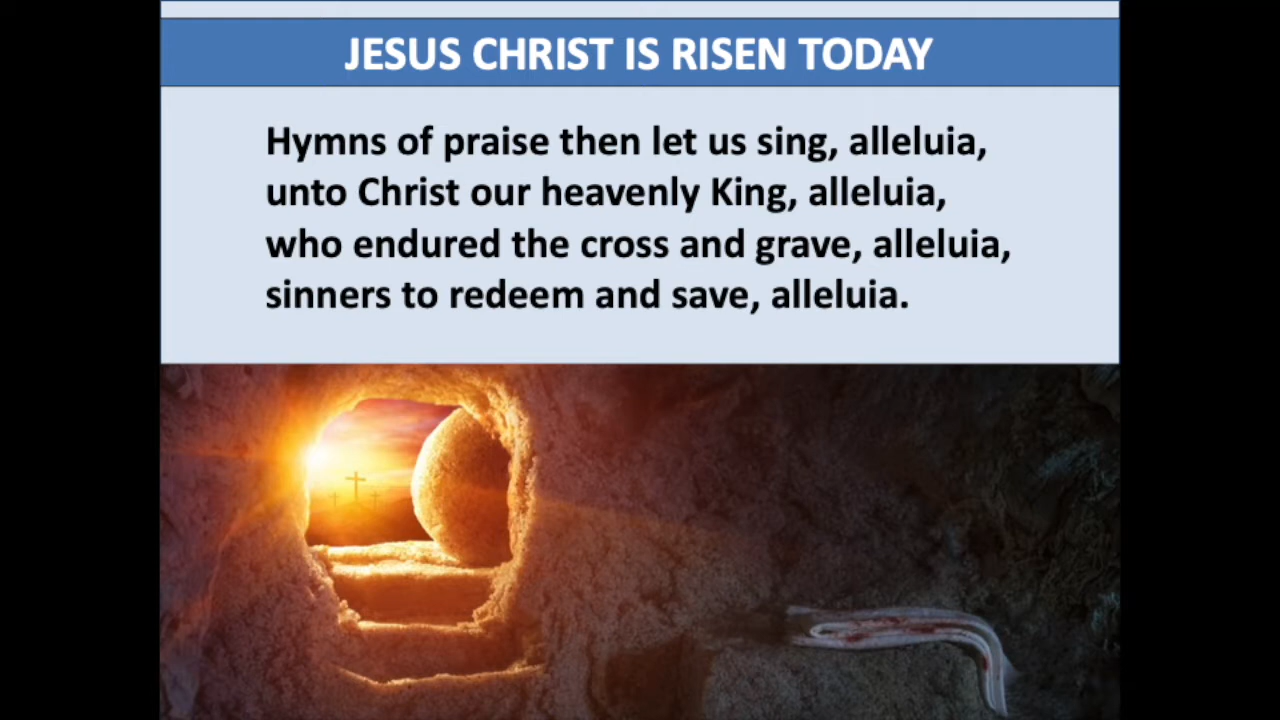 JESUS CHRIST IS RISEN TODAY
Hymns of praise then let us sing, alleluia,
unto Christ our heavenly King, alleluia,
who endured the cross and grave, alleluia,
sinners to redeem and save, alleluia.